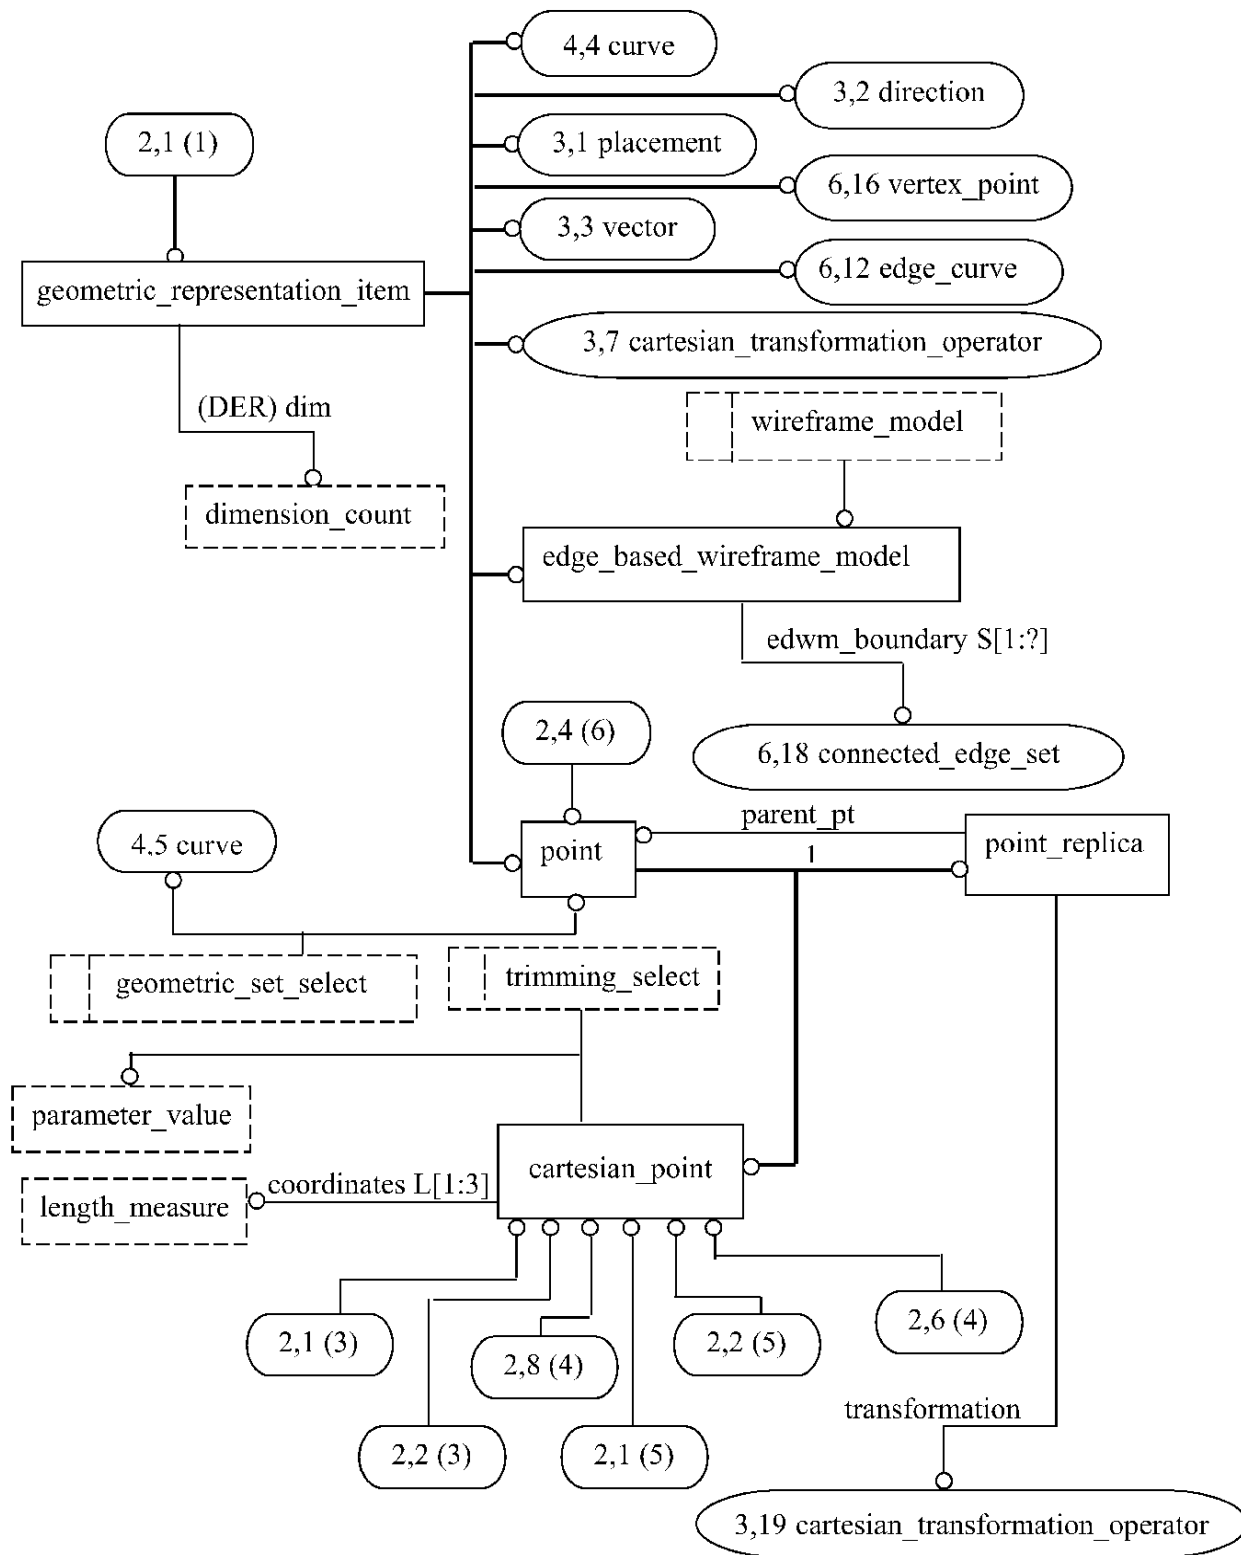 4,4 curve
3,2 direction
2,1 (1)
3,1 placement
6,16 vertex_point
3,3 vector
6,12 edge_curve
geometric_representation_item
3,7 cartesian_transformation_operator
(DER) dim
wireframe_model
dimension_count
edge_based_wireframe_model
edwm_boundary S[1:?]
2,4 (6)
6,18 connected_edge_set
parent_pt
4,5 curve
point
1
point_replica
geometric_set_select
trimming_select
parameter_value
cartesian_point
coordinates L[1:3]
length_measure
2,1 (3)
2,8 (4)
2,2 (5)
2,6 (4)
transformation
2,2 (3)
2,1 (5)
3,19 cartesian_transformation_operator